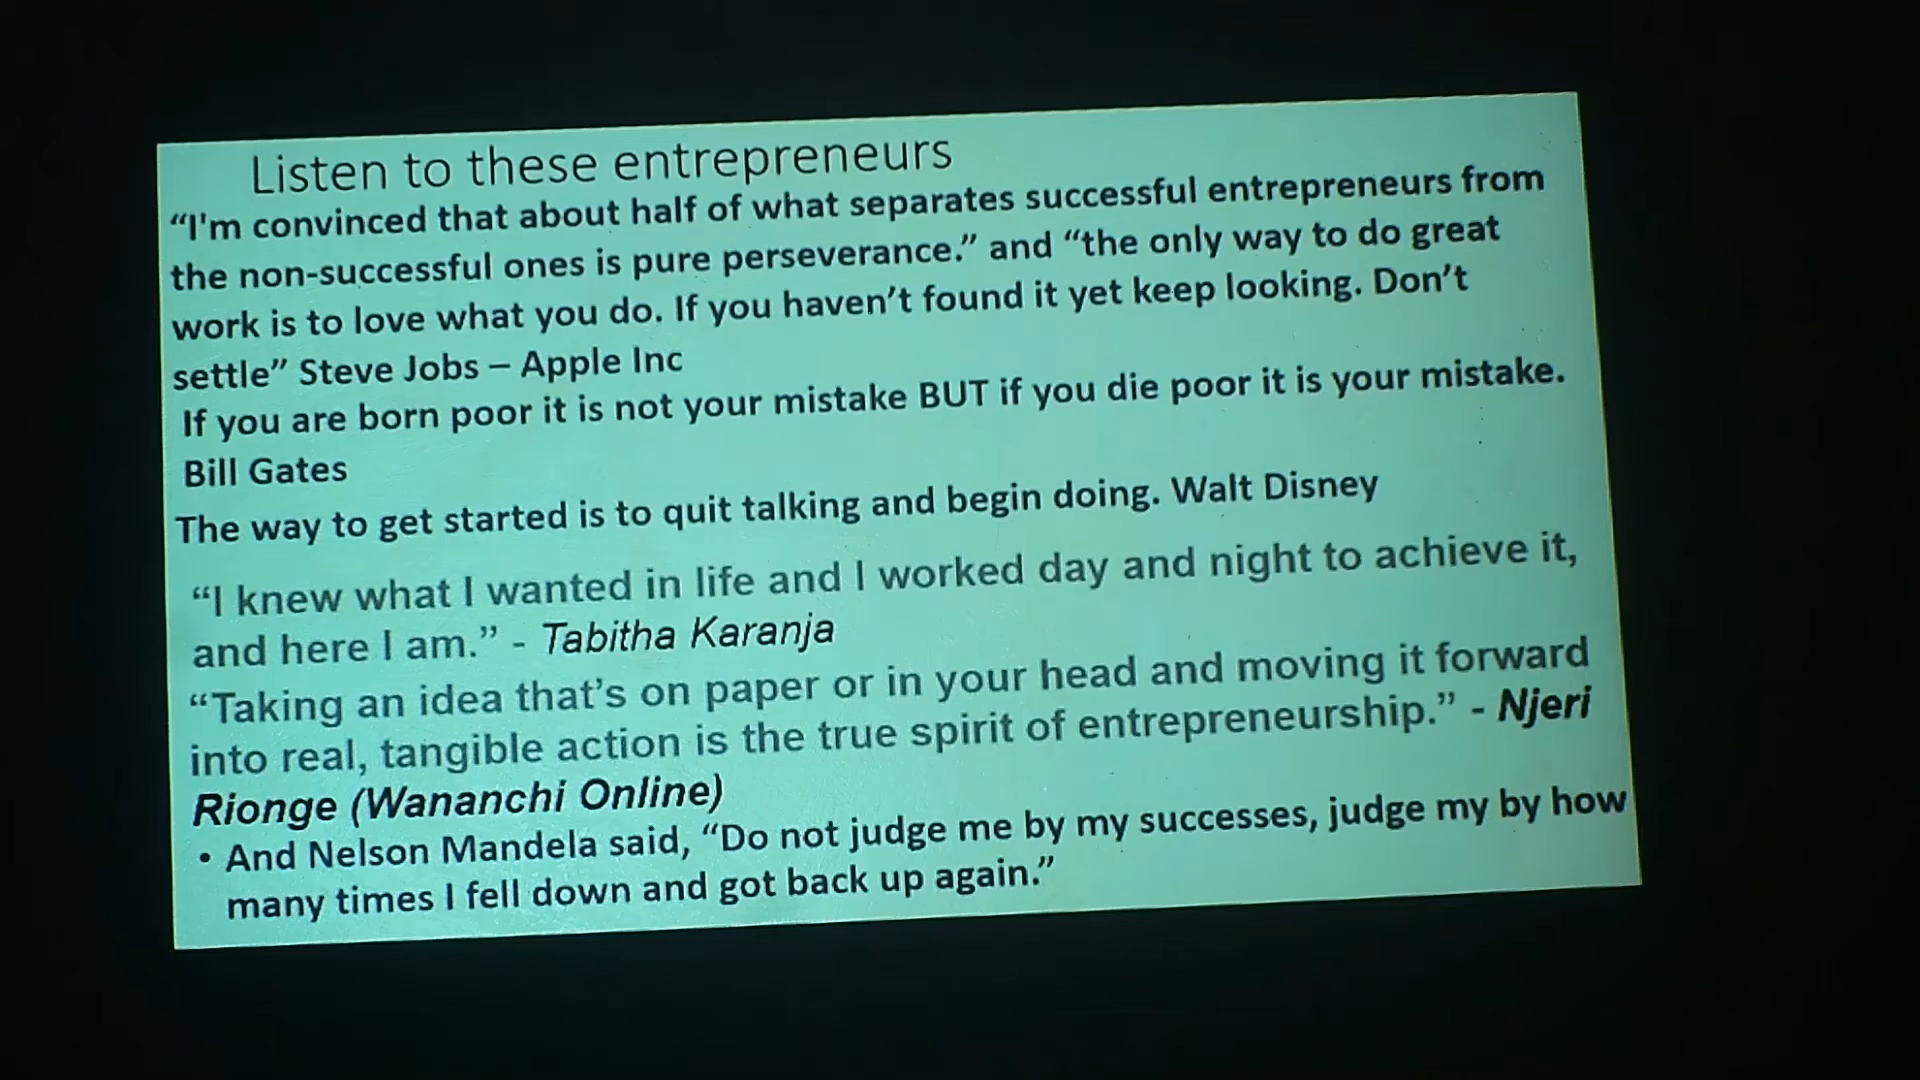 Listen to these entrepreneurs
“I'm convinced that about half of what separates successful entrepreneurs from
the non-successful ones is pure perseverance.” and “the only way to do great
work is to love what you do. If you haven’t found it yet keep looking. Don’t
settle” Steve Jobs – Apple Inc
If you are born poor it is not your mistake BUT if you die poor it is your mistake.
Bill Gates
The way to get started is to quit talking and begin doing. Walt Disney
“I knew what I wanted in life and I worked day and night to achieve it,
and here I am.” - Tabitha Karanja
“Taking an idea that’s on paper or in your head and moving it forward
into real, tangible action is the true spirit of entrepreneurship.” - Njeri
Rionge (Wananchi Online)
• And Nelson Mandela said, “Do not judge me by my successes, judge my by how
many times I fell down and got back up again.”